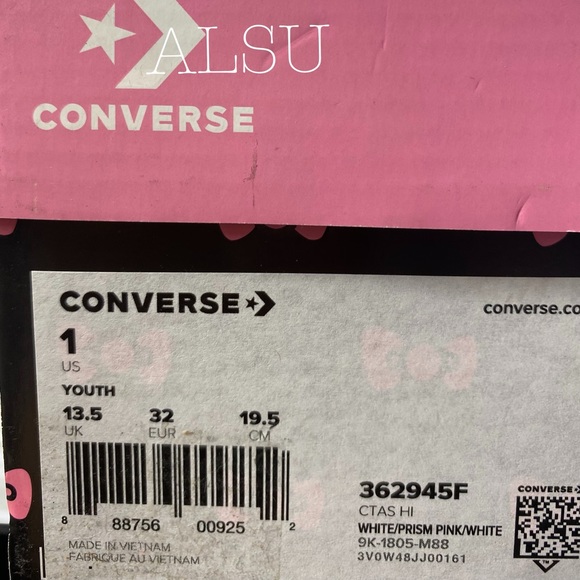 ALSU
CONVERSE
CONVERSE
converse.co
1
US
YOUTH
13.5 32 19.5
UK EUR CM
8 88756 00925 2
MADE IN VIETNAM
FABRIQUE AU VIETNAM
362945F
CTAS HI
WHITE/PRISM PINK/WHITE
9K-1805-M88
3V0W48JJ00161
CONVERSE